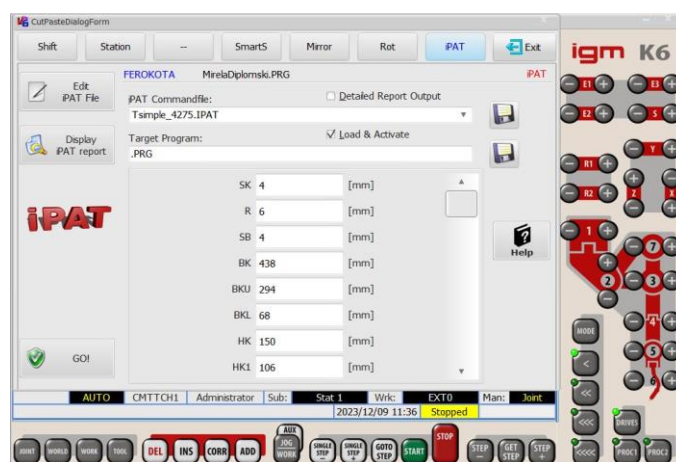 CutPasteDialogForm
Shift Station -- SmartS Mirror Rot iPAT Exit
igm K6
FEROKOTA MirelaDiplomski.PRG iPAT
Edit
iPAT File
iPAT Commandfile: Detailed Report Output
Tsimple_4275.IPAT
Display
iPAT report
Target Program: Load & Activate
.PRG
iPAT
SK 4 [mm]
R 6 [mm]
SB 4 [mm]
BK 438 [mm]
BKU 294 [mm]
BKL 68 [mm]
HK 150 [mm]
HK1 106 [mm]
Help
GO!
E1 E3
E2 S
Y
R1
R2 Z X
1
7
2 3
4
5
6
MODE
<
<<
<<< DRIVES
<<<< PROC1 PROC2
AUTO CMTTCH1 Administrator Sub: Stat 1 Wrk: EXT0 Man: Joint
2023/12/09 11:36 Stopped
JOINT WORLD WORK TOOL DEL INS CORR ADD AUX JOG WORK SINGLE STEP - SINGLE STEP + GOTO STEP START STOP STEP - GET STEP STEP +